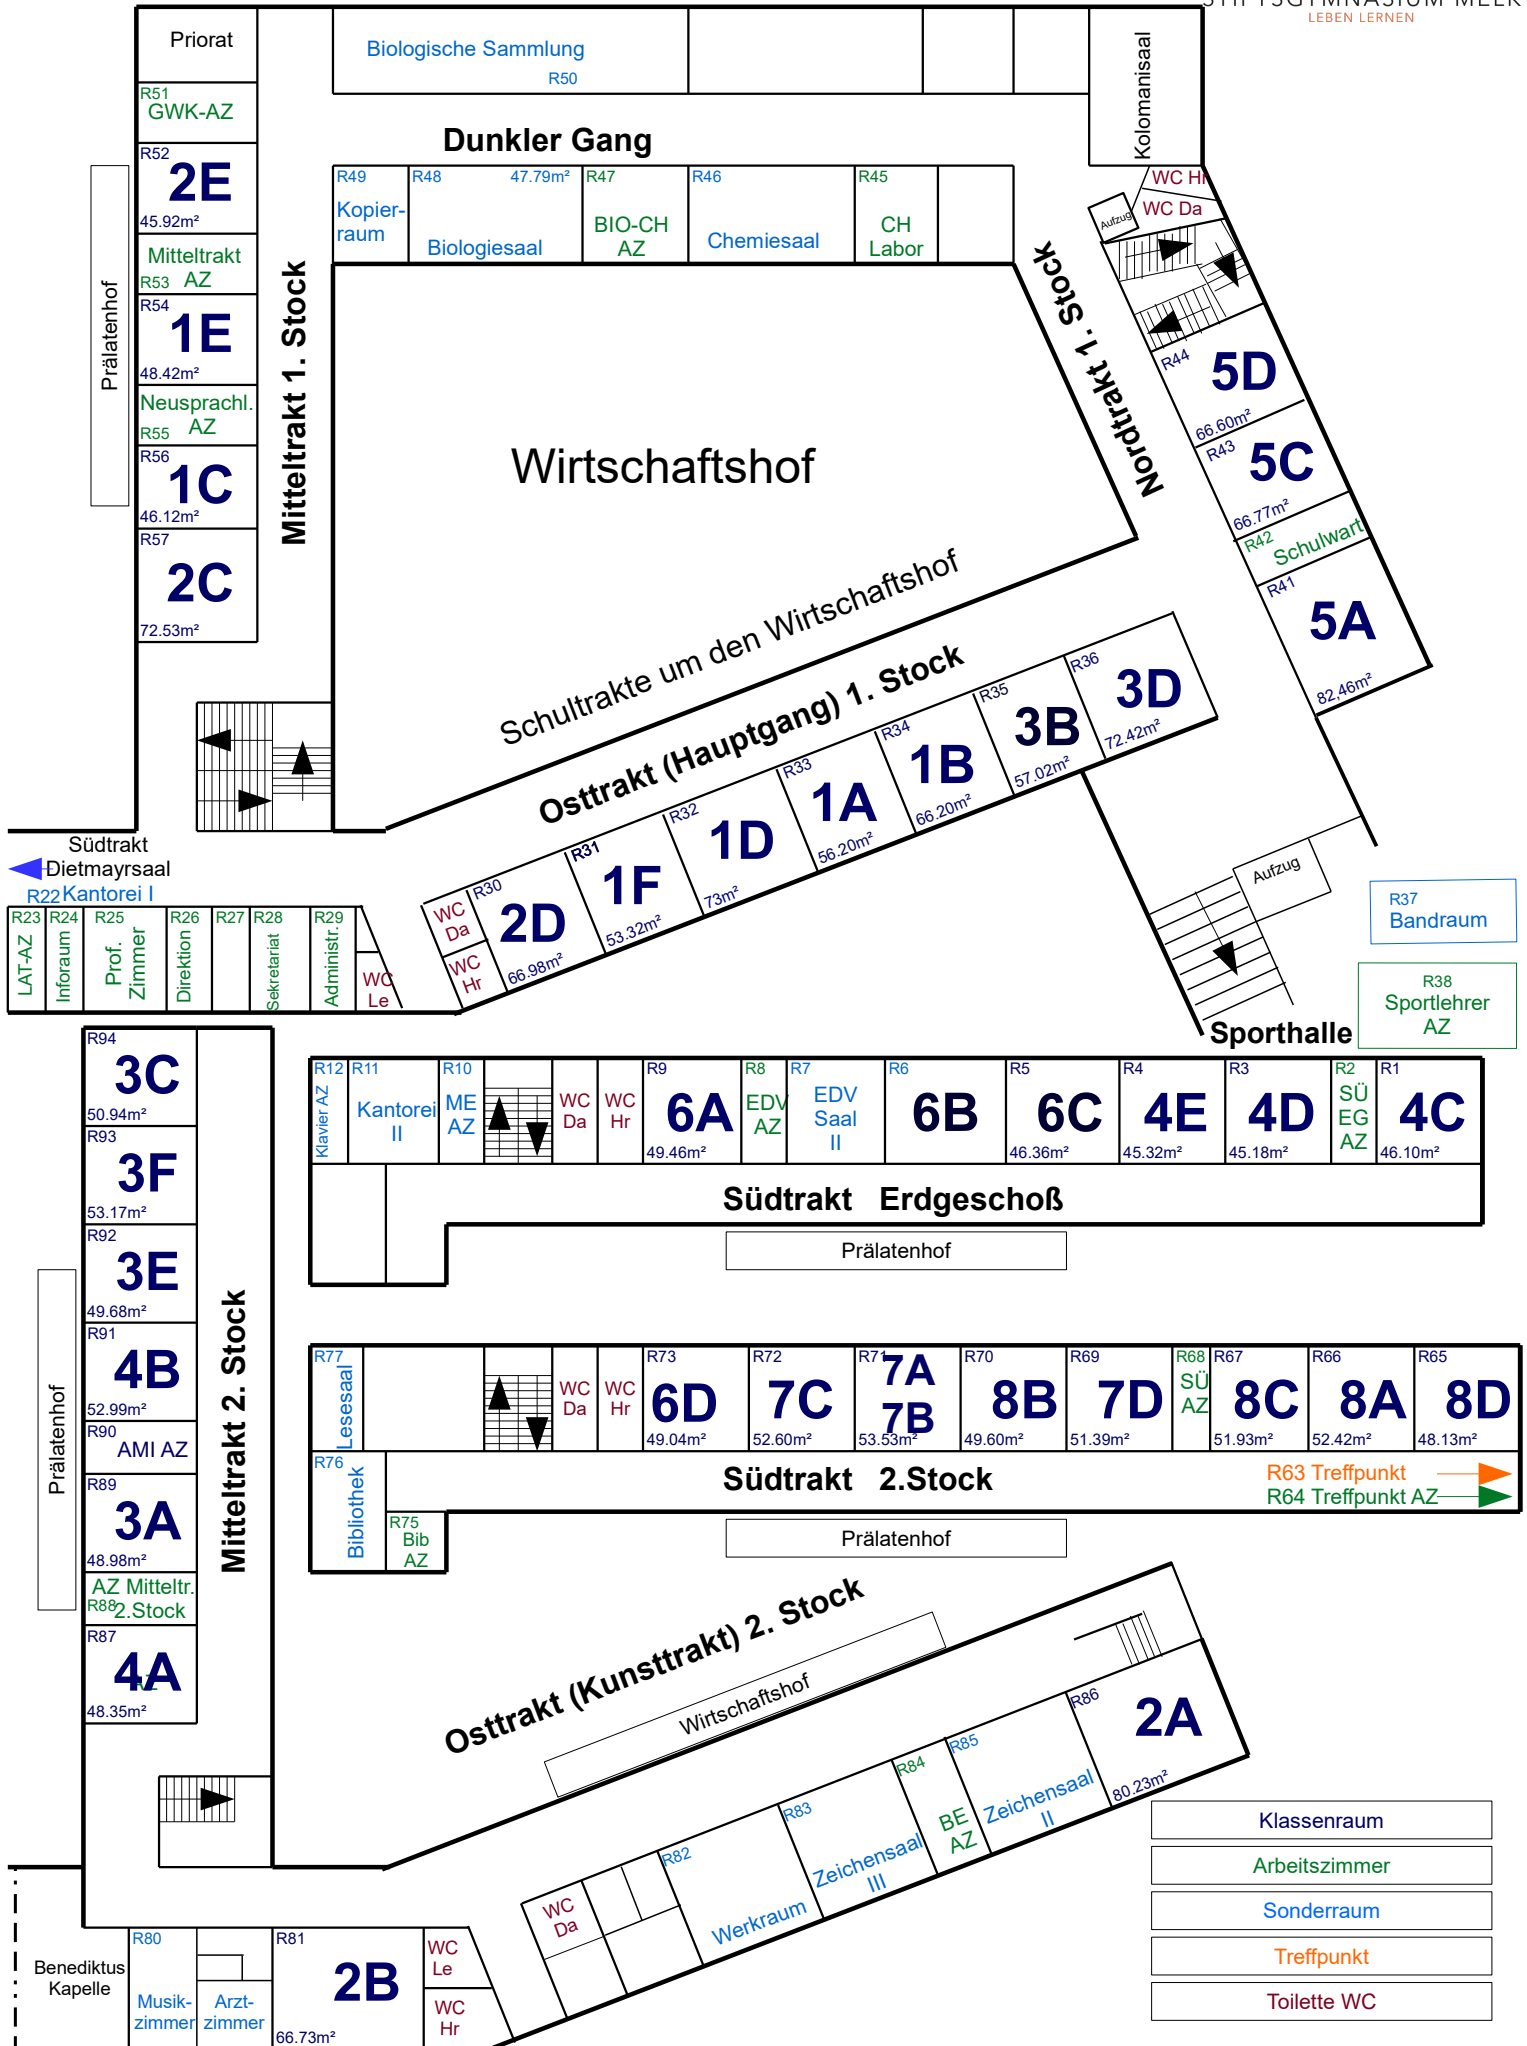 STIFTSGYMNASIUM MELK
LEBEN LERNEN
Priorat
Biologische Sammlung
R50
Kolomanisaal
R51
GWK-AZ
Dunkler Gang
R52
2E
45.92m²
R49
Kopier-
raum
R48
47.79m²
Biologiesaal
R47
BIO-CH
AZ
R46
Chemiesaal
R45
CH
Labor
WC Hr
WC Da
Aufzug
Mitteltrakt
R53 AZ
R54
1E
48.42m²
Neusprachl.
R55 AZ
R56
1C
46.12m²
R57
2C
72.53m²
Prälatenhof
Mitteltrakt 1. Stock
Wirtschaftshof
Nordtrakt 1. Stock
R44
5D
66.60m²
R43
5C
66.77m²
R42
Schulwart
R41
5A
82,46m²
Schultrakte um den Wirtschaftshof
Osttrakt (Hauptgang) 1. Stock
R36
3D
72.42m²
R35
3B
57.02m²
R34
1B
66.20m²
R33
1A
56.20m²
R32
1D
73m²
R31
1F
53.32m²
R30
2D
66.98m²
WC
Da
WC
Hr
Südtrakt
Dietmayrsaal
R22 Kantorei I
R23
LAT-AZ
R24
Inforaum
R25
Prof.
Zimmer
R26
Direktion
R27
R28
Sekretariat
R29
Administr.
WC
Le
Aufzug
R37
Bandraum
R38
Sportlehrer
AZ
Sporthalle
R94
3C
50.94m²
R93
3F
53.17m²
R92
3E
49.68m²
R91
4B
52.99m²
R90
AMI AZ
R89
3A
48.98m²
AZ Mitteltr.
R88 2.Stock
R87
4A
48.35m²
Prälatenhof
Mitteltrakt 2. Stock
R12
Klavier AZ
R11
Kantorei
II
R10
ME
AZ
WC
Da
WC
Hr
R9
6A
49.46m²
R8
EDV
AZ
R7
EDV
Saal
II
R6
6B
R5
6C
46.36m²
R4
4E
45.32m²
R3
4D
45.18m²
R2
SÜ
EG
AZ
R1
4C
46.10m²
Südtrakt Erdgeschoß
Prälatenhof
R77
Lesesaal
WC
Da
WC
Hr
R73
6D
49.04m²
R72
7C
52.60m²
R71
7A
7B
53.53m²
R70
8B
49.60m²
R69
7D
51.39m²
R68
SÜ
AZ
R67
8C
51.93m²
R66
8A
52.42m²
R65
8D
48.13m²
R76
Bibliothek
R75
Bib
AZ
Südtrakt 2.Stock
R63 Treffpunkt
R64 Treffpunkt AZ
Prälatenhof
Osttrakt (Kunsttrakt) 2. Stock
Wirtschaftshof
R86
2A
80.23m²
R85
Zeichensaal
II
R84
BE
AZ
R83
Zeichensaal
III
R82
Werkraum
WC
Da
Benediktus
Kapelle
R80
Musik-
zimmer
Arzt-
zimmer
R81
2B
66.73m²
WC
Le
WC
Hr
Klassenraum
Arbeitszimmer
Sonderraum
Treffpunkt
Toilette WC